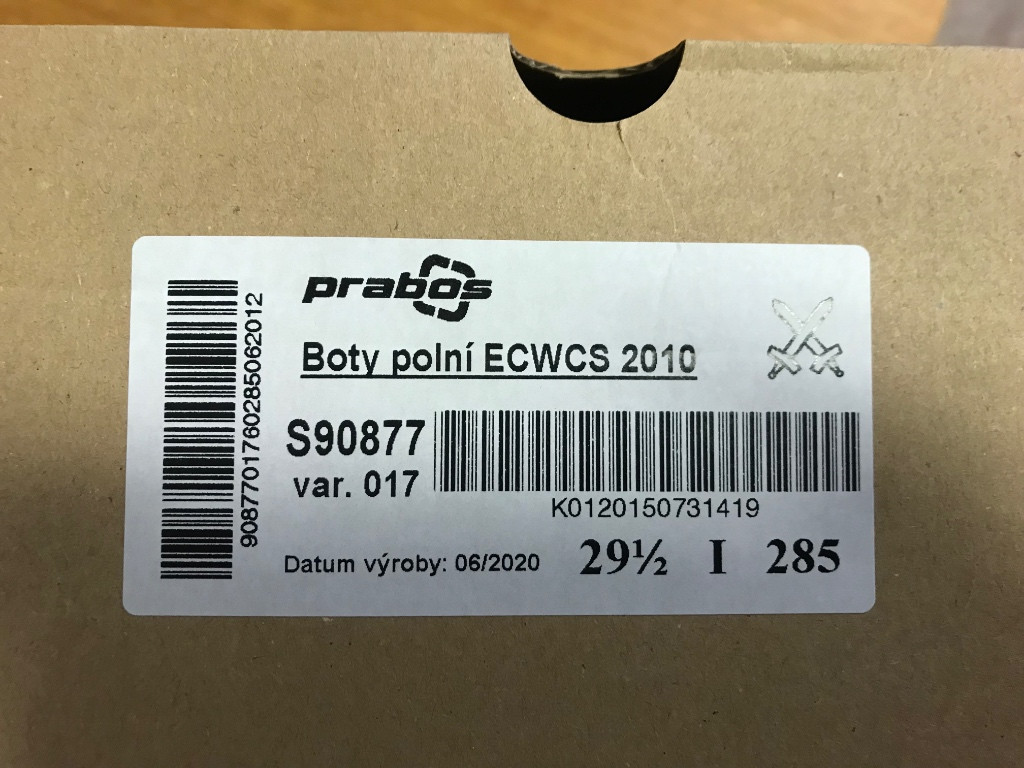 prabos
Boty polní ECWCS 2010
S90877
var. 017
K0120150731419
Datum výroby: 06/2020
29½ I 285
9087701760285062012